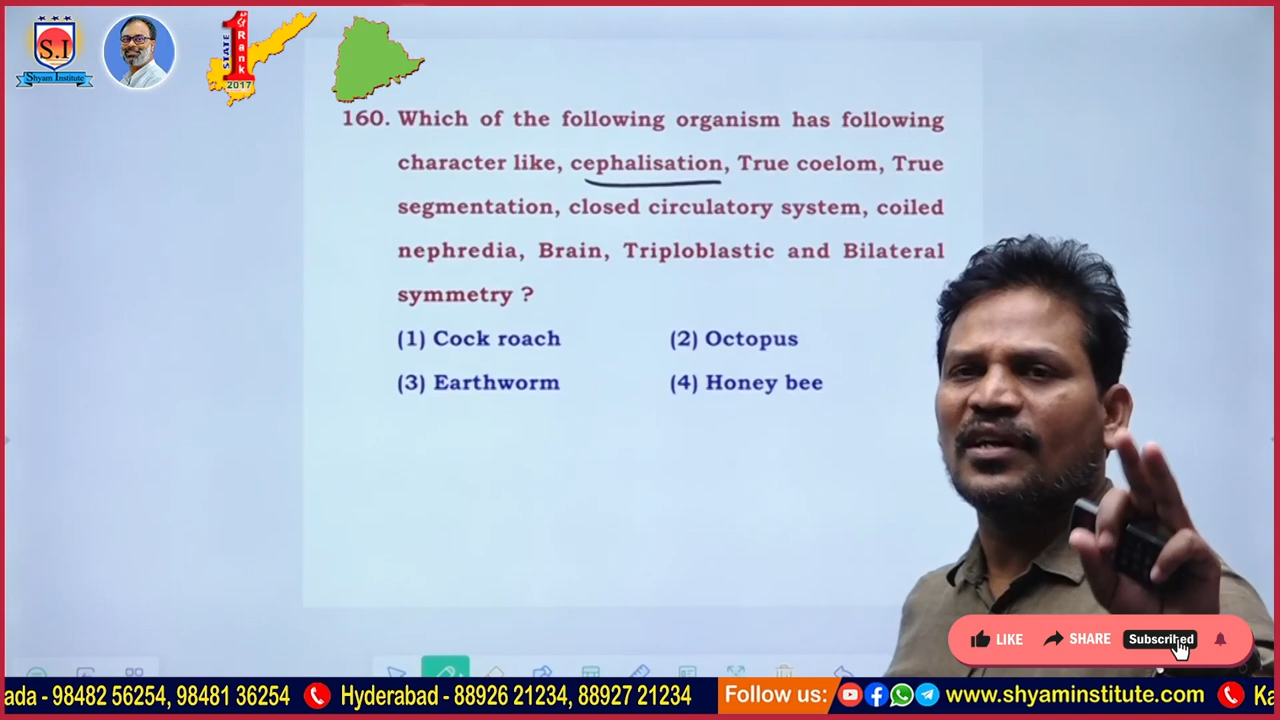 S.I
Shyam Institute
STATE
1
st
Rank
2017
160. Which of the following organism has following
character like, cephalisation, True coelom, True
segmentation, closed circulatory system, coiled
nephredia, Brain, Triploblastic and Bilateral
symmetry ?
(1) Cock roach
(2) Octopus
(3) Earthworm
(4) Honey bee
LIKE
SHARE
Subscribed
ada - 98482 56254, 98481 36254
Hyderabad - 88926 21234, 88927 21234
Follow us:
www.shyaminstitute.com
Ka